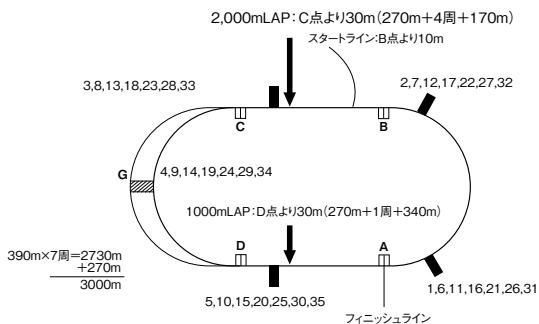 2,000mLAP：C点より30m（270m＋4周＋170m）
スタートライン：B点より10m
3,8,13,18,23,28,33
2,7,12,17,22,27,32
C
B
G
4,9,14,19,24,29,34
1000mLAP：D点より30m（270m＋1周＋340m）
D
A
390m×7周＝2730m
＋270m
3000m
5,10,15,20,25,30,35
1,6,11,16,21,26,31
フィニッシュライン